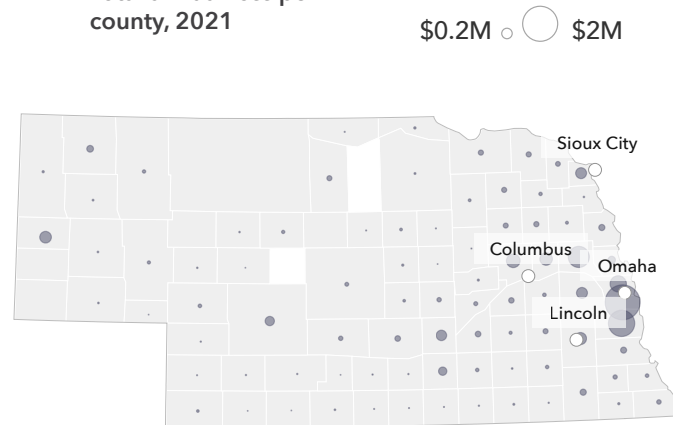 county, 2021
$0.2M $2M
Sioux City
Columbus
Omaha
Lincoln